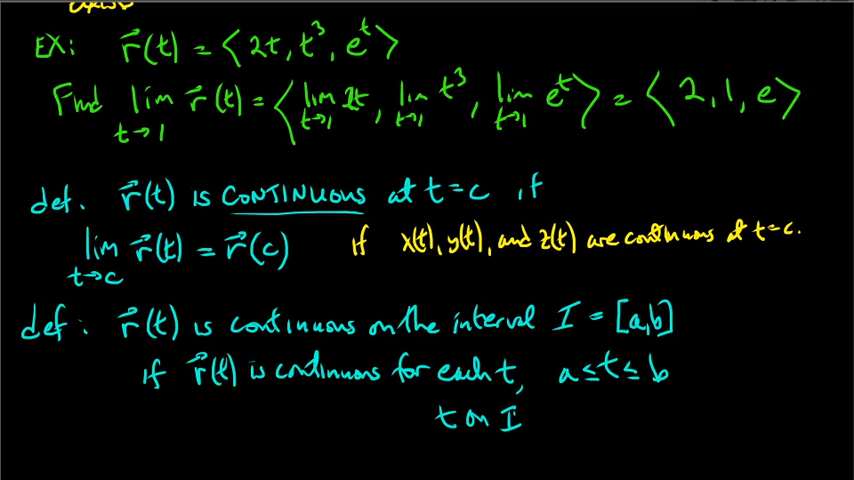 EX: r⃗(t) = ⟨2t, t³, eᵗ⟩
Find lim t→1 r⃗(t) = ⟨lim t→1 2t, lim t→1 t³, lim t→1 eᵗ⟩ = ⟨2, 1, e⟩
def. r⃗(t) is CONTINUOUS at t=c if
lim t→c r⃗(t) = r⃗(c) if x(t), y(t), and z(t) are continuous at t=c.
def: r⃗(t) is continuous on the interval I = [a,b]
if r⃗(t) is continuous for each t, a≤t≤b
t on I